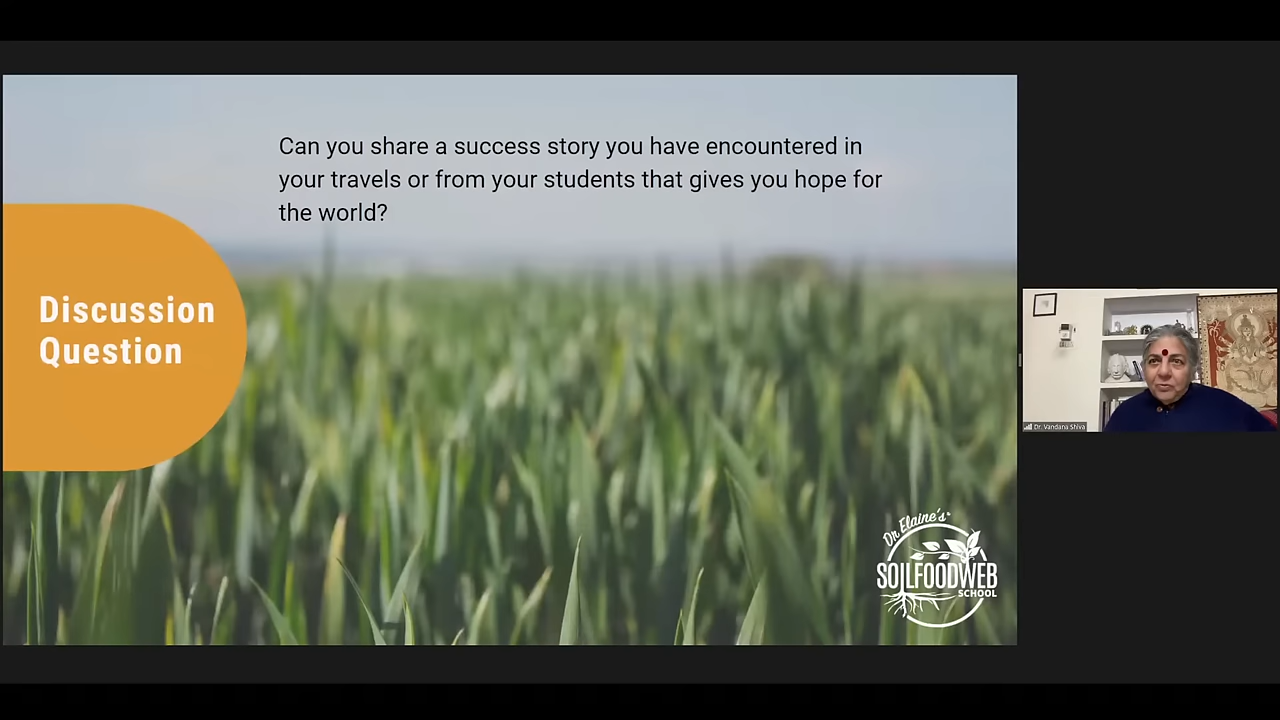 Can you share a success story you have encountered in
your travels or from your students that gives you hope for
the world?
Discussion
Question
Dr. Vandana Shiva
Dr Elaine's
SOILFOODWEB
SCHOOL